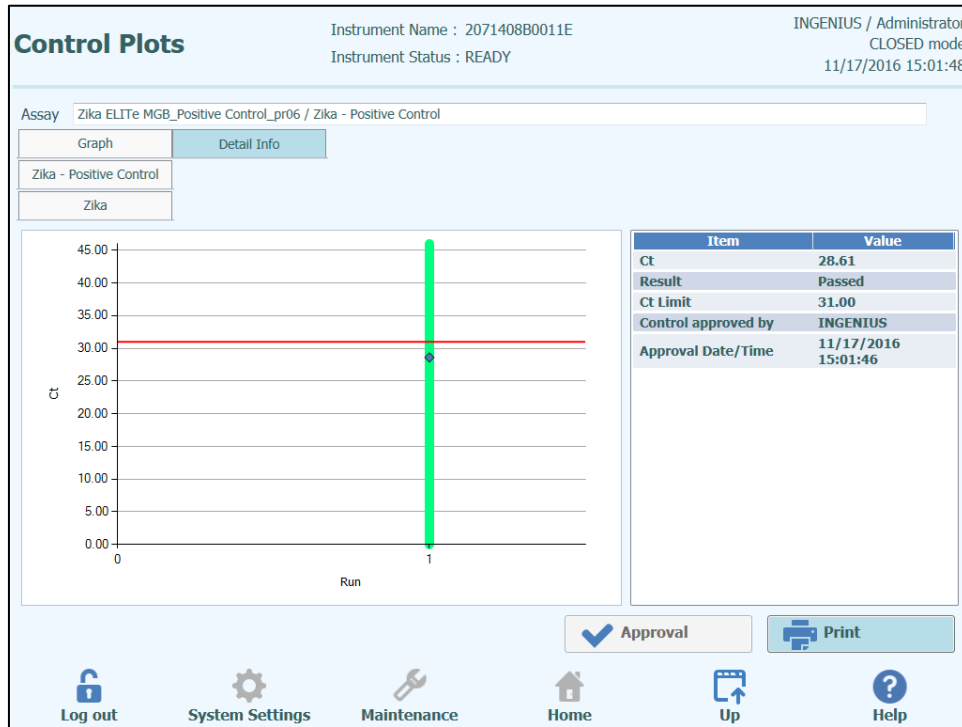 Control Plots
Instrument Name : 2071408B0011E
Instrument Status : READY
INGENIUS / Administrator
CLOSED mode
11/17/2016 15:01:48
Assay Zika ELITe MGB_Positive Control_pr06 / Zika - Positive Control
Graph Detail Info
Zika - Positive Control
Zika
45.00
40.00
35.00
30.00
25.00
20.00
15.00
10.00
5.00
0.00
Ct
0 1
Run
Item Value
Ct 28.61
Result Passed
Ct Limit 31.00
Control approved by INGENIUS
Approval Date/Time 11/17/2016
15:01:46
Approval Print
Log out System Settings Maintenance Home Up Help